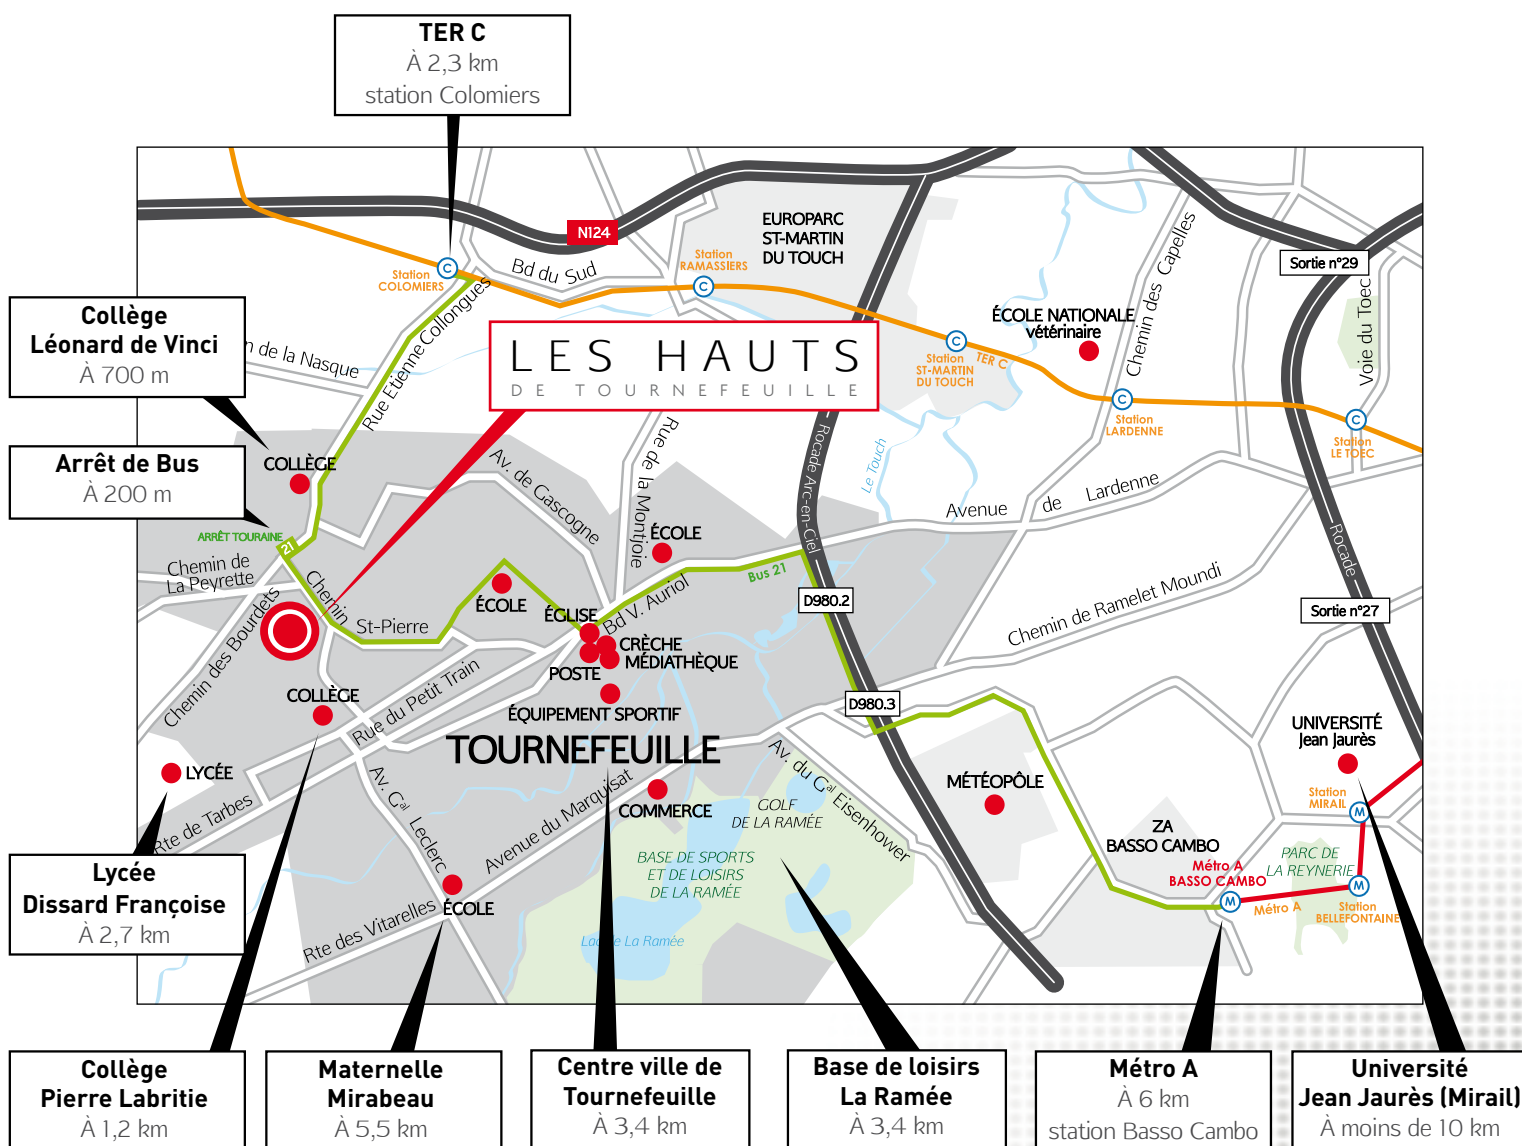 TER C
À 2,3 km
station Colomiers
N124
EUROPARC
ST-MARTIN
DU TOUCH
Sortie n°29
Station
COLOMIERS
Bd du Sud
Station
RAMASSIERS
Chemin des Capelles
Voie du Toec
Collège
Léonard de Vinci
À 700 m
n de la Nasque
Rue Etienne Collongues
LES HAUTS
DE TOURNEFEUILLE
ÉCOLE NATIONALE
vétérinaire
Station
ST-MARTIN
DU TOUCH
TER C
Station
LARDENNE
Station
LE TOEC
C
C
C
C
C
Arrêt de Bus
À 200 m
COLLÈGE
Av. de Gascogne
Rue de la Montjoie
Rocade Arc-en-Ciel
Le Touch
Avenue de Lardenne
Rocade
ARRÊT TOURAINE
21
Chemin de
La Peyrette
Chemin
St-Pierre
Chemin des Bourdets
ÉCOLE
ÉCOLE
Bus 21
ÉGLISE
Bd V. Auriol
CRÈCHE
MÉDIATHÈQUE
POSTE
D980.2
Chemin de Ramelet Moundi
Sortie n°27
COLLÈGE
Rue du Petit Train
ÉQUIPEMENT SPORTIF
D980.3
TOURNEFEUILLE
UNIVERSITÉ
Jean Jaurès
LYCÉE
Rte de Tarbes
Av. Gal Leclerc
Avenue du Marquisat
COMMERCE
GOLF
DE LA RAMÉE
Av. du Gal Eisenhower
MÉTÉOPÔLE
Station
MIRAIL
M
ZA
BASSO CAMBO
BASE DE SPORTS
ET DE LOISIRS
DE LA RAMÉE
Métro A
BASSO CAMBO
PARC DE
LA REYNERIE
M
M
Métro A
Station
BELLEFONTAINE
Lycée
Dissard Françoise
À 2,7 km
ÉCOLE
Rte des Vitarelles
La Ramée
Collège
Pierre Labritie
À 1,2 km
Maternelle
Mirabeau
À 5,5 km
Centre ville de
Tournefeuille
À 3,4 km
Base de loisirs
La Ramée
À 3,4 km
Métro A
À 6 km
station Basso Cambo
Université
Jean Jaurès (Mirail)
À moins de 10 km